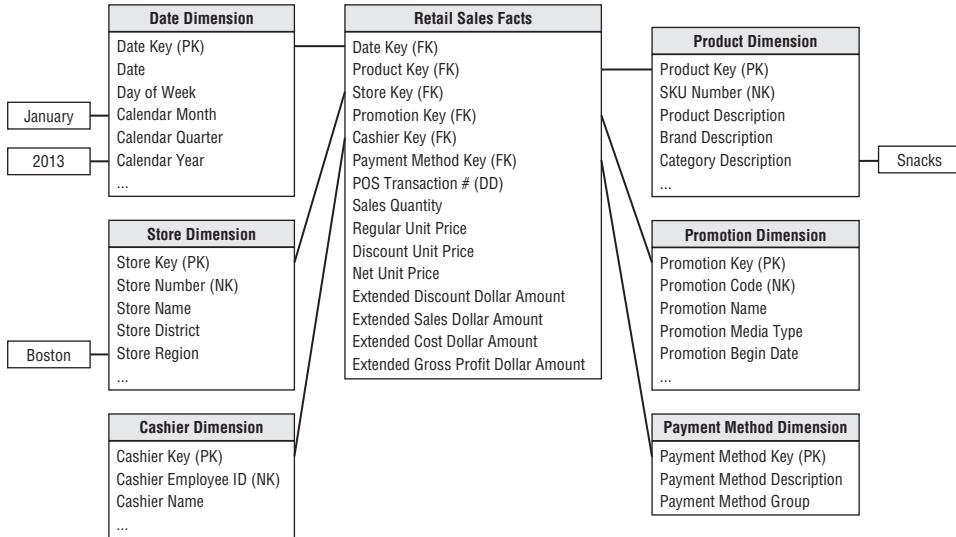 Date Dimension
Date Key (PK)
Date
Day of Week
Calendar Month
Calendar Quarter
Calendar Year
...
January
2013
Store Dimension
Store Key (PK)
Store Number (NK)
Store Name
Store District
Store Region
...
Boston
Cashier Dimension
Cashier Key (PK)
Cashier Employee ID (NK)
Cashier Name
...
Retail Sales Facts
Date Key (FK)
Product Key (FK)
Store Key (FK)
Promotion Key (FK)
Cashier Key (FK)
Payment Method Key (FK)
POS Transaction # (DD)
Sales Quantity
Regular Unit Price
Discount Unit Price
Net Unit Price
Extended Discount Dollar Amount
Extended Sales Dollar Amount
Extended Cost Dollar Amount
Extended Gross Profit Dollar Amount
Product Dimension
Product Key (PK)
SKU Number (NK)
Product Description
Brand Description
Category Description
...
Snacks
Promotion Dimension
Promotion Key (PK)
Promotion Code (NK)
Promotion Name
Promotion Media Type
Promotion Begin Date
...
Payment Method Dimension
Payment Method Key (PK)
Payment Method Description
Payment Method Group